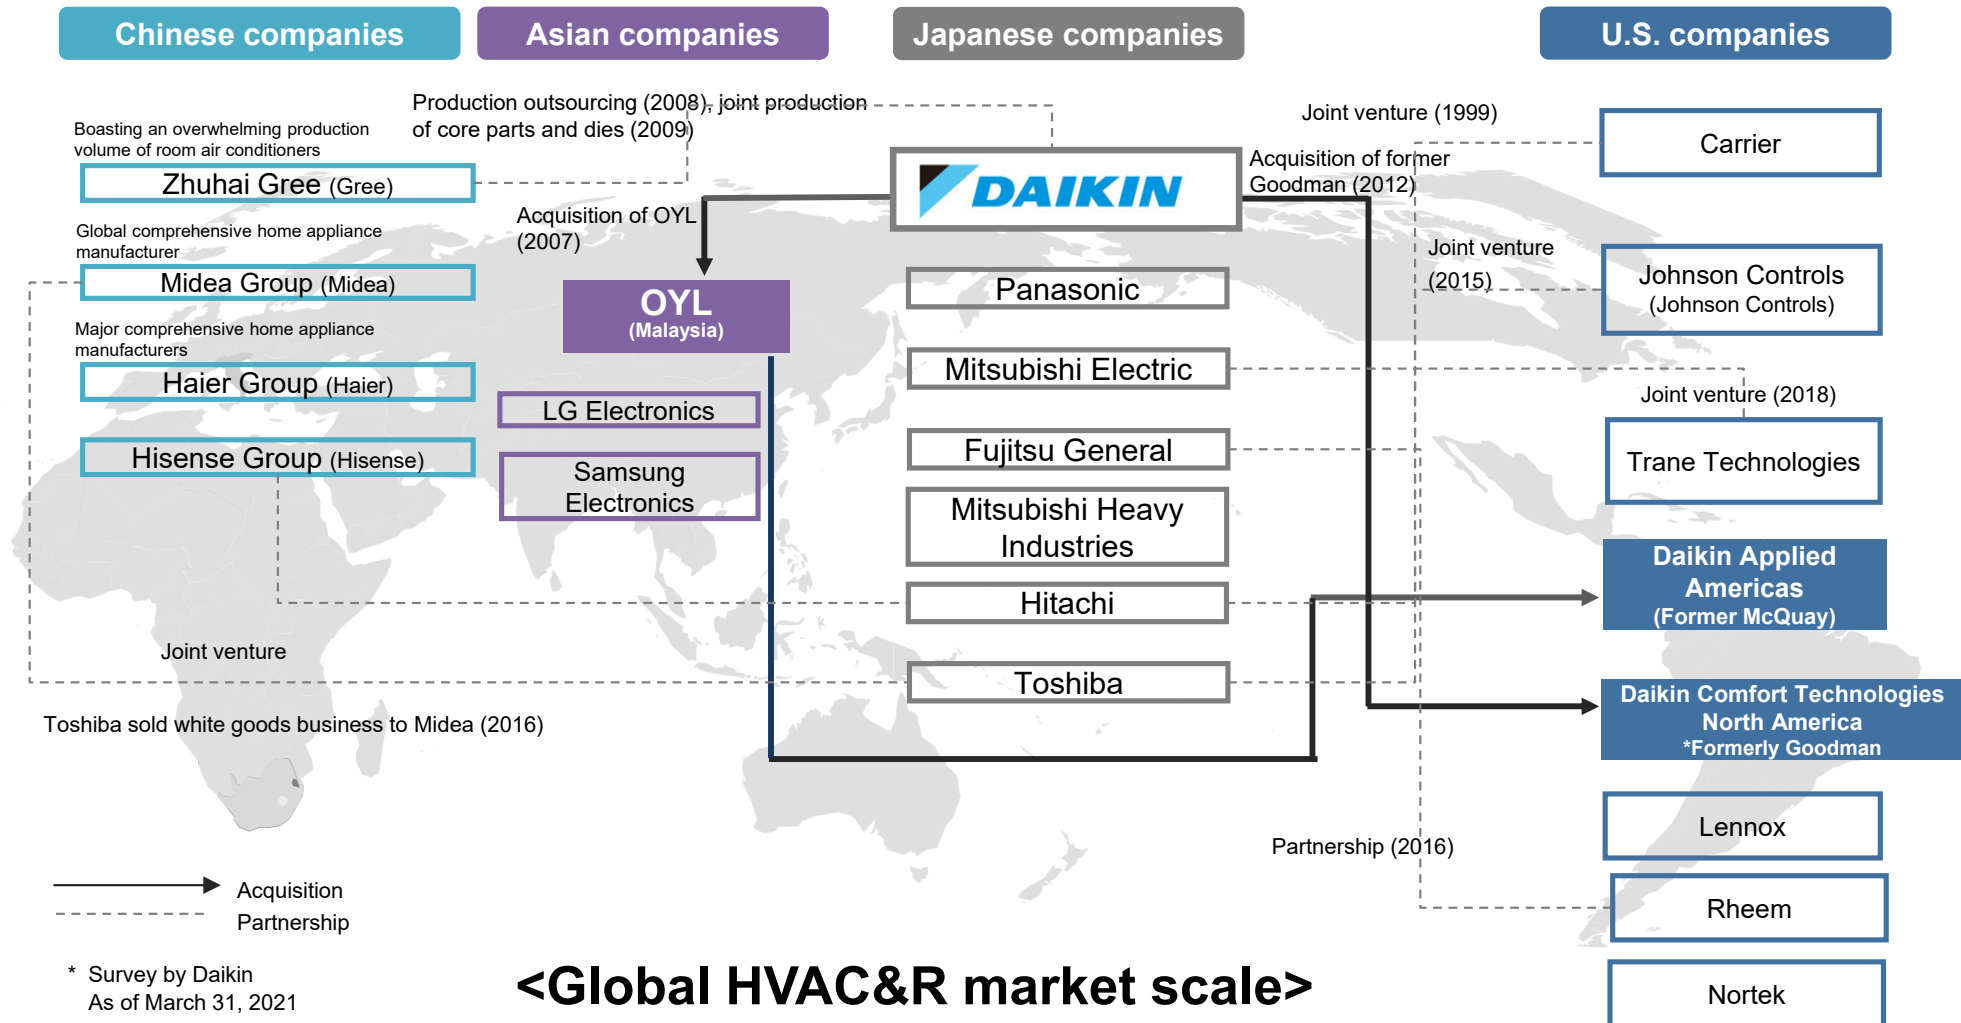 Chinese companies
Asian companies
Japanese companies
U.S. companies
Production outsourcing (2008), joint production
of core parts and dies (2009)
Boasting an overwhelming production
volume of room air conditioners
Zhuhai Gree (Gree)
Global comprehensive home appliance
manufacturer
Midea Group (Midea)
Major comprehensive home appliance
manufacturers
Haier Group (Haier)
Hisense Group (Hisense)
Joint venture
Toshiba sold white goods business to Midea (2016)
Acquisition of OYL
(2007)
OYL
(Malaysia)
LG Electronics
Samsung
Electronics
DAIKIN
Panasonic
Mitsubishi Electric
Fujitsu General
Mitsubishi Heavy
Industries
Hitachi
Toshiba
Joint venture (1999)
Acquisition of former
Goodman (2012)
Joint venture
(2015)
Joint venture (2018)
Partnership (2016)
Carrier
Johnson Controls
(Johnson Controls)
Trane Technologies
Daikin Applied
Americas
(Former McQuay)
Daikin Comfort Technologies
North America
*Formerly Goodman
Lennox
Rheem
Nortek
Acquisition
Partnership
* Survey by Daikin
As of March 31, 2021
<Global HVAC&R market scale>